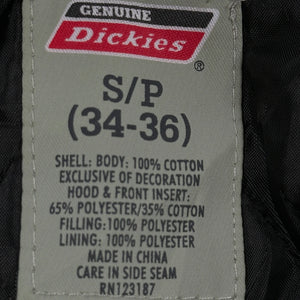 GENUINE
Dickies
®
S/P
(34-36)
SHELL: BODY: 100% COTTON
EXCLUSIVE OF DECORATION
HOOD & FRONT INSERT:
65% POLYESTER/35% COTTON
FILLING: 100% POLYESTER
LINING: 100% POLYESTER
MADE IN CHINA
CARE IN SIDE SEAM
RN123187